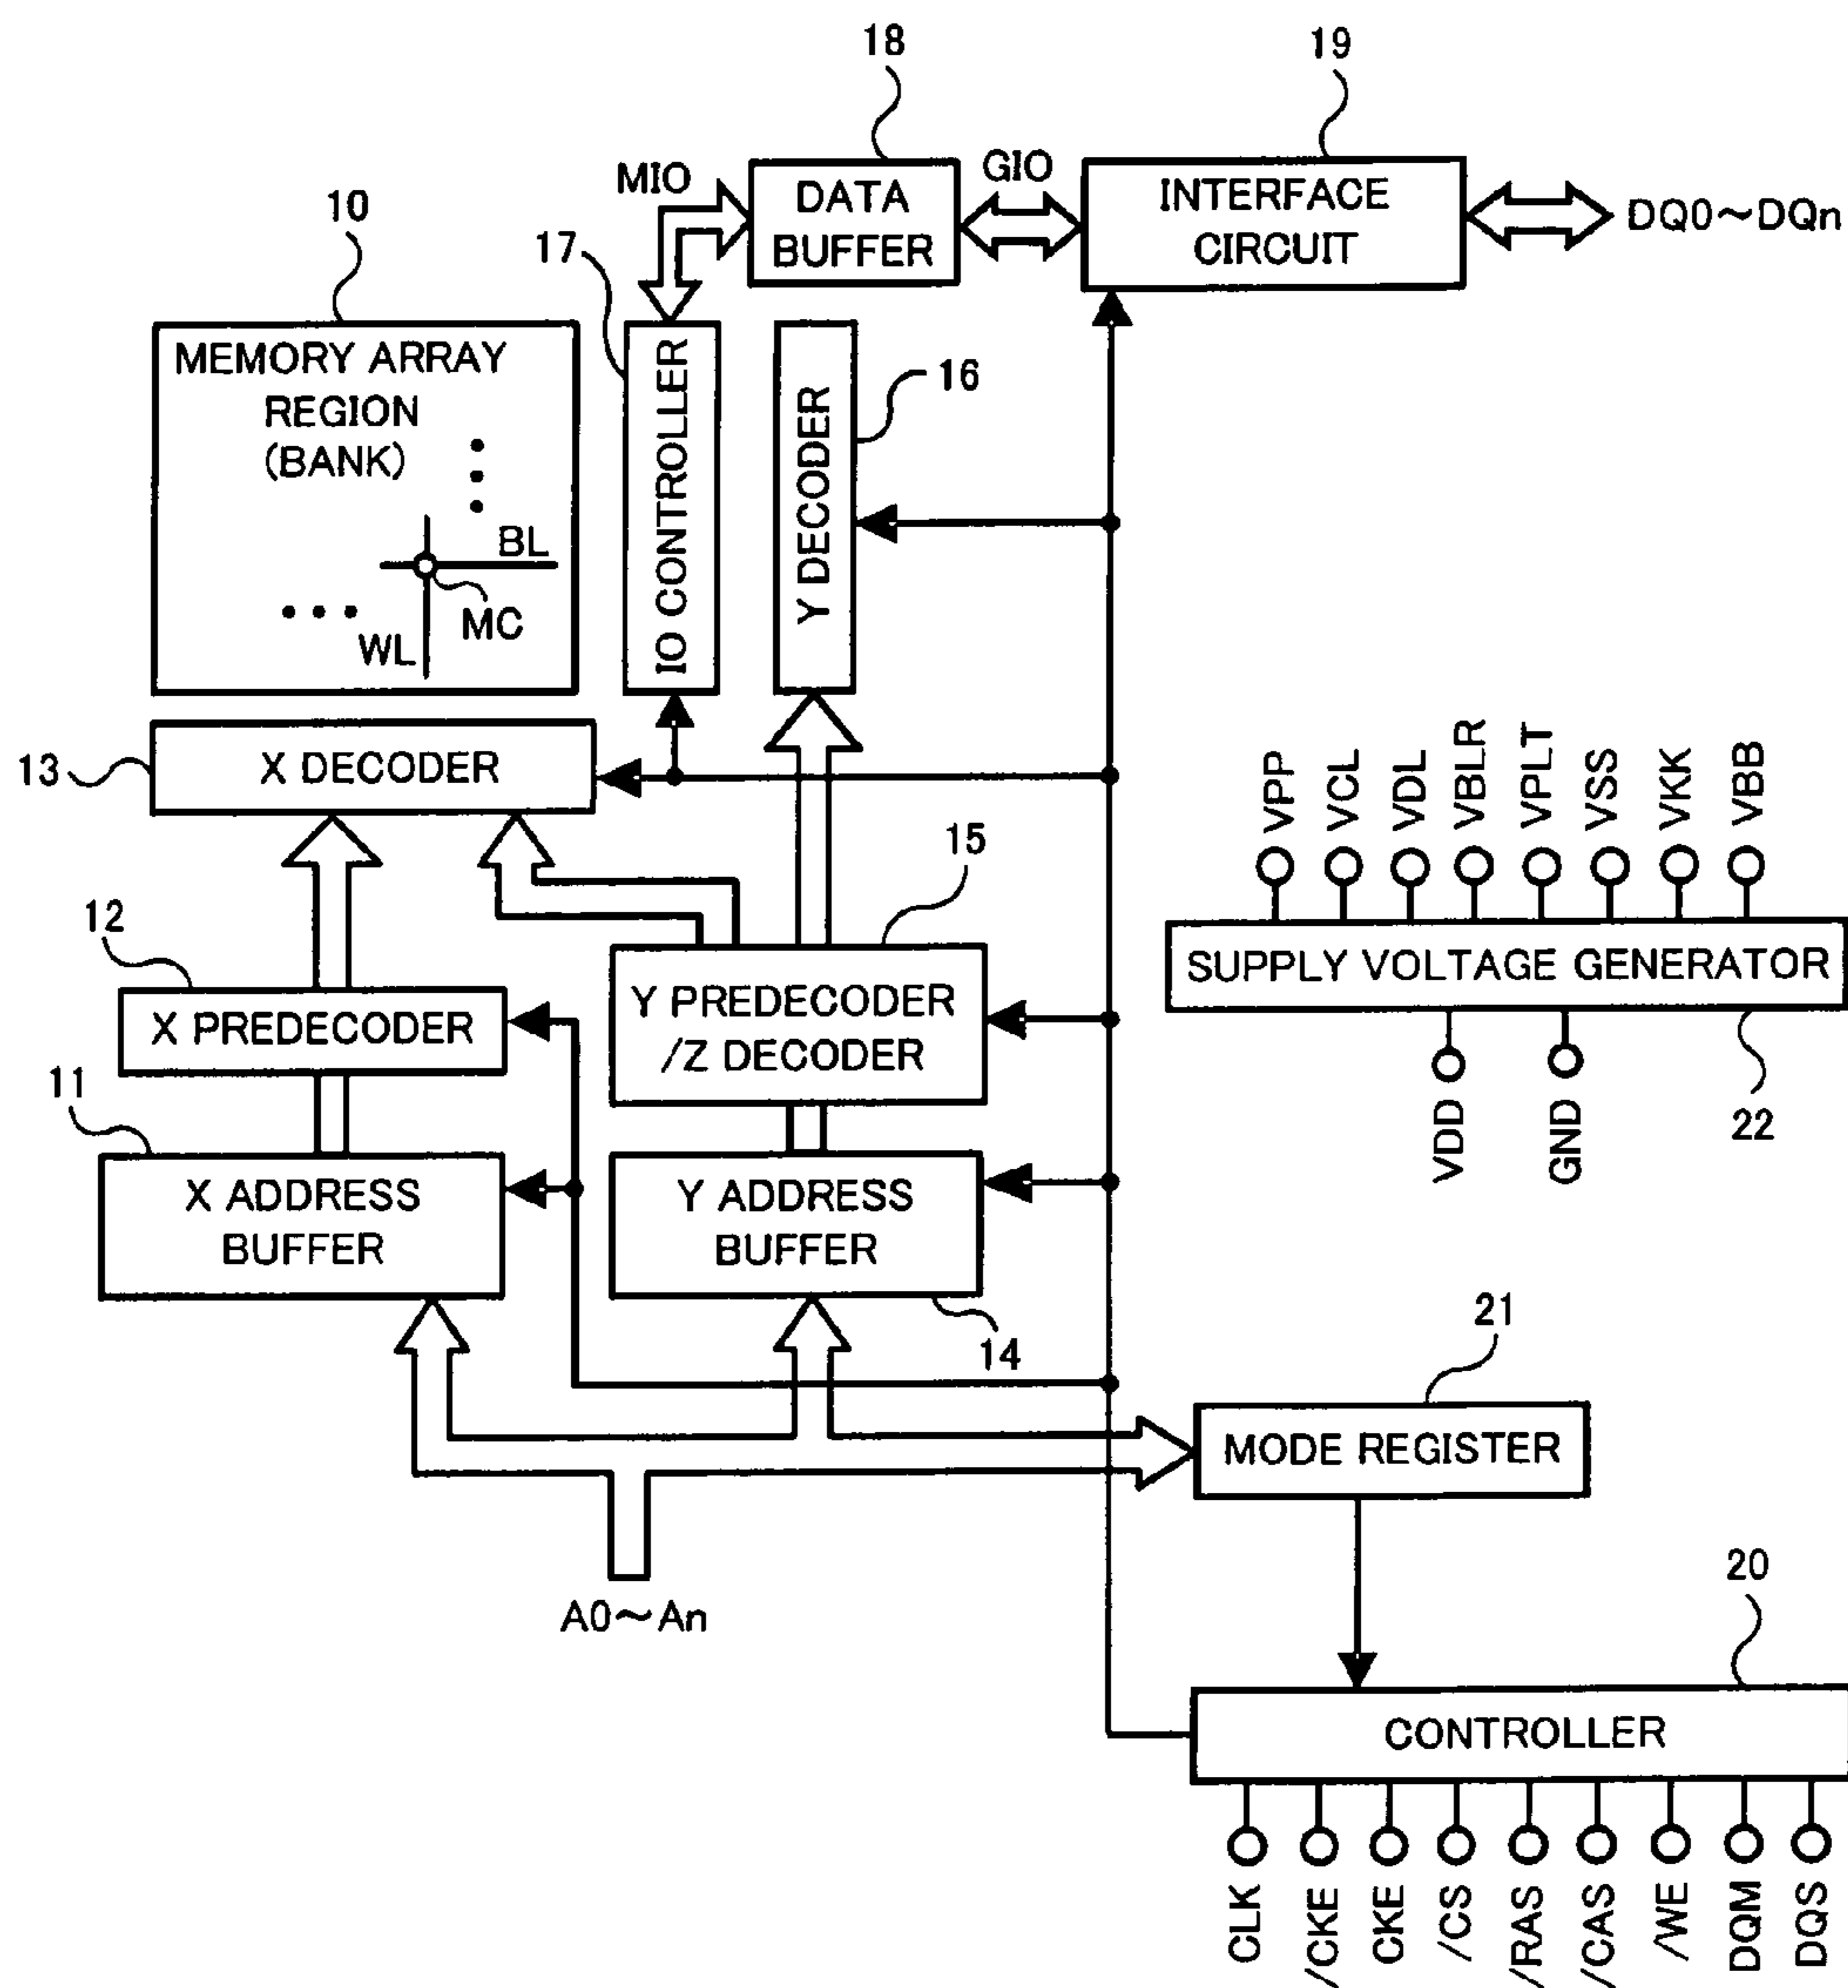 18
19
MIO
DATA
BUFFER
GIO
INTERFACE
CIRCUIT
DQ0~DQn
10
17
MEMORY ARRAY
REGION
(BANK)
BL
MC
WL
IO CONTROLLER
Y DECODER
16
13
X DECODER
15
12
X PREDECODER
Y PREDECODER
/Z DECODER
11
X ADDRESS
BUFFER
Y ADDRESS
BUFFER
14
VPP
VCL
VDL
VBLR
VPLT
VSS
VKK
VBB
SUPPLY VOLTAGE GENERATOR
VDD
GND
22
21
MODE REGISTER
A0~An
20
CONTROLLER
CLK
/CKE
CKE
/CS
/RAS
/CAS
/WE
DQM
DQS